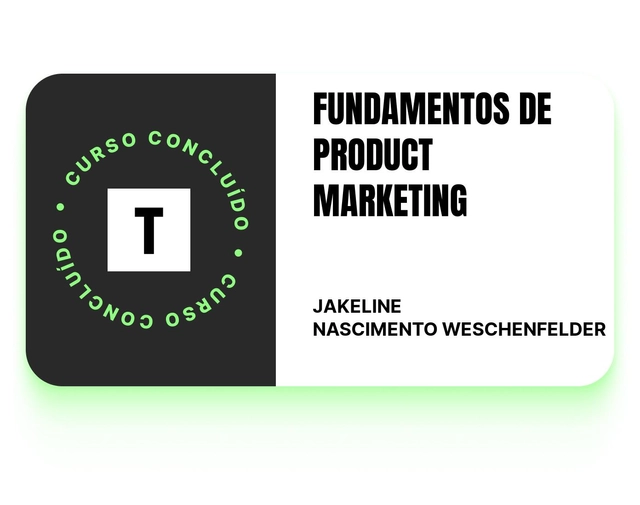 CURSO CONCLUÍDO • CURSO CONCLUÍDO •
T
FUNDAMENTOS DE
PRODUCT
MARKETING
JAKELINE
NASCIMENTO WESCHENFELDER